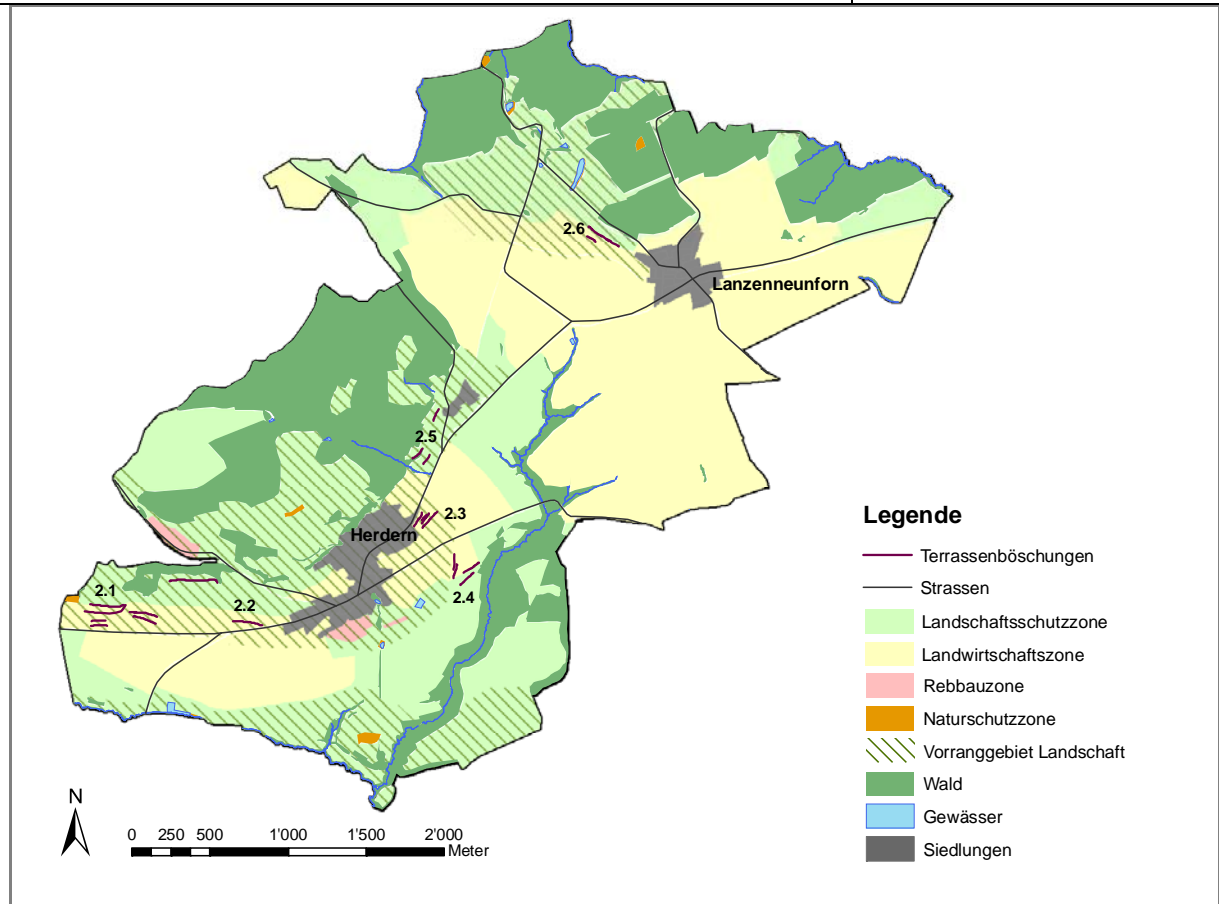 2.6
Lanzenneunforn
2.5
2.3
Herdern
2.4
2.1
2.2
Legende
Terrassenböschungen
Strassen
Landschaftsschutzzone
Landwirtschaftszone
Rebbauzone
Naturschutzzone
Vorranggebiet Landschaft
Wald
Gewässer
Siedlungen
N
0 250 500 1'000 1'500 2'000
Meter